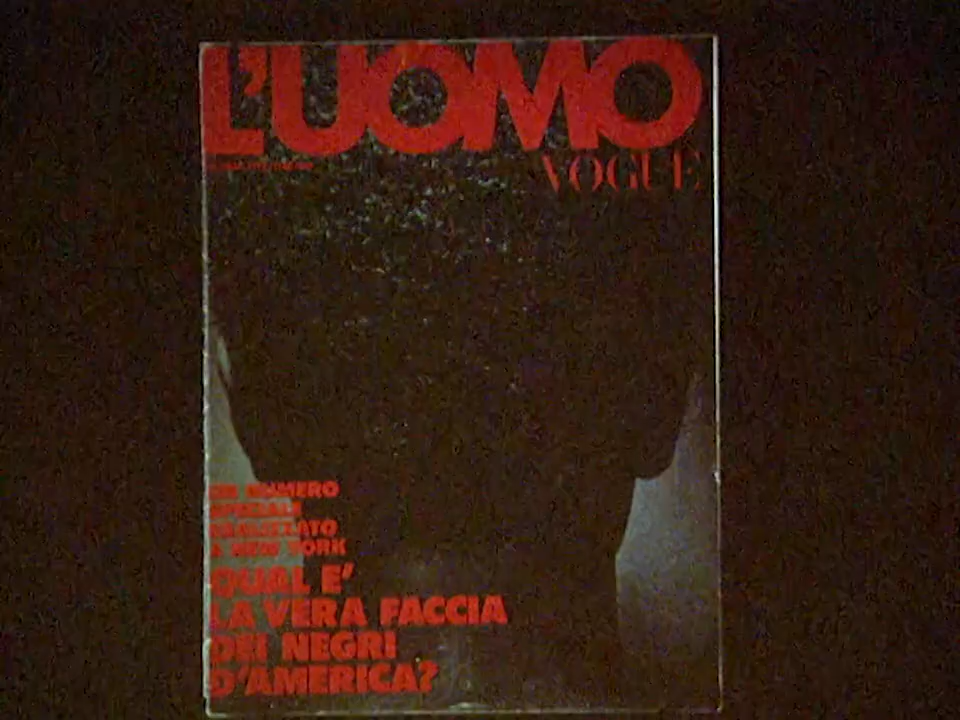 L'UOMO
VOGUE
UN NUMERO
SPECIALE
REALIZZATO
A NEW YORK
QUAL E'
LA VERA FACCIA
DEI NEGRI
D'AMERICA?